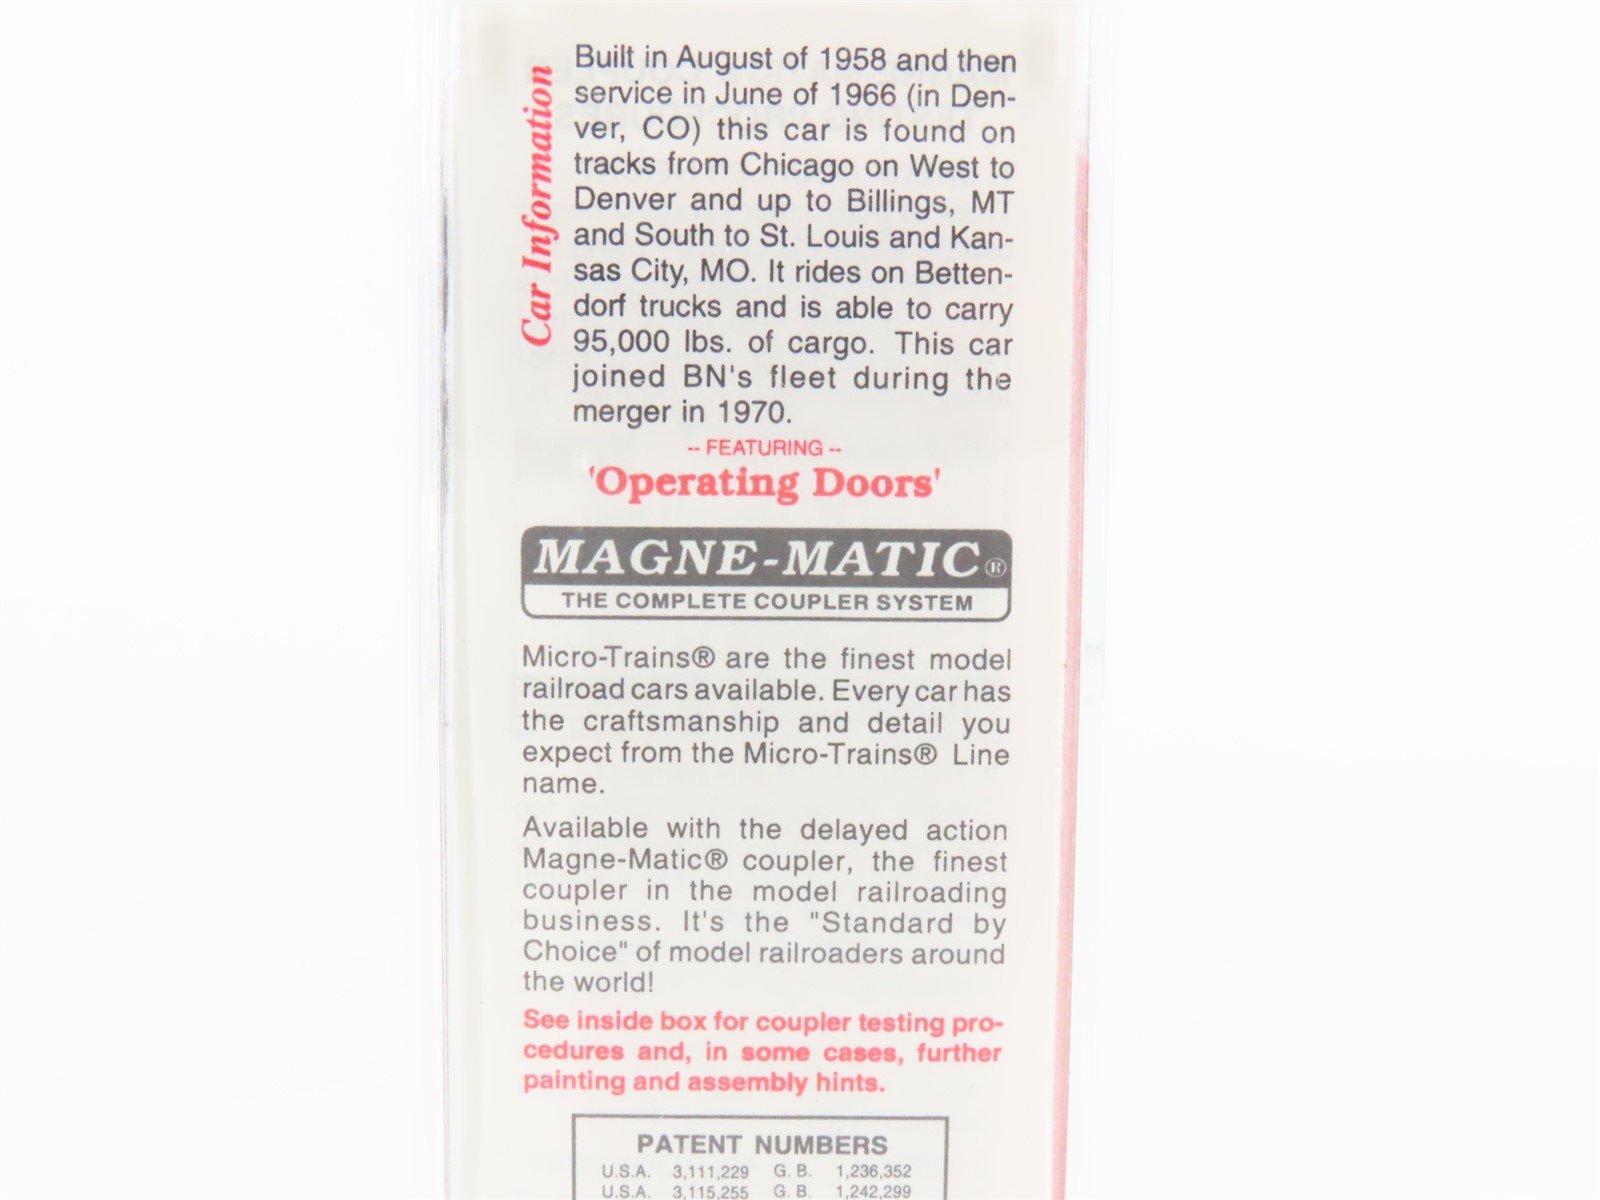 Car Information
Built in August of 1958 and then
service in June of 1966 (in Den-
ver, CO) this car is found on
tracks from Chicago on West to
Denver and up to Billings, MT
and South to St. Louis and Kan-
sas City, MO. It rides on Betten-
dorf trucks and is able to carry
95,000 lbs. of cargo. This car
joined BN's fleet during the
merger in 1970.
-- FEATURING --
'Operating Doors'
MAGNE-MATIC®
THE COMPLETE COUPLER SYSTEM
Micro-Trains® are the finest model
railroad cars available. Every car has
the craftsmanship and detail you
expect from the Micro-Trains® Line
name.
Available with the delayed action
Magne-Matic® coupler, the finest
coupler in the model railroading
business. It's the "Standard by
Choice" of model railroaders around
the world!
See inside box for coupler testing pro-
cedures and, in some cases, further
painting and assembly hints.
PATENT NUMBERS
U.S.A. 3,111,229 G.B. 1,236,352
U.S.A. 3,115,255 G.B. 1,242,299